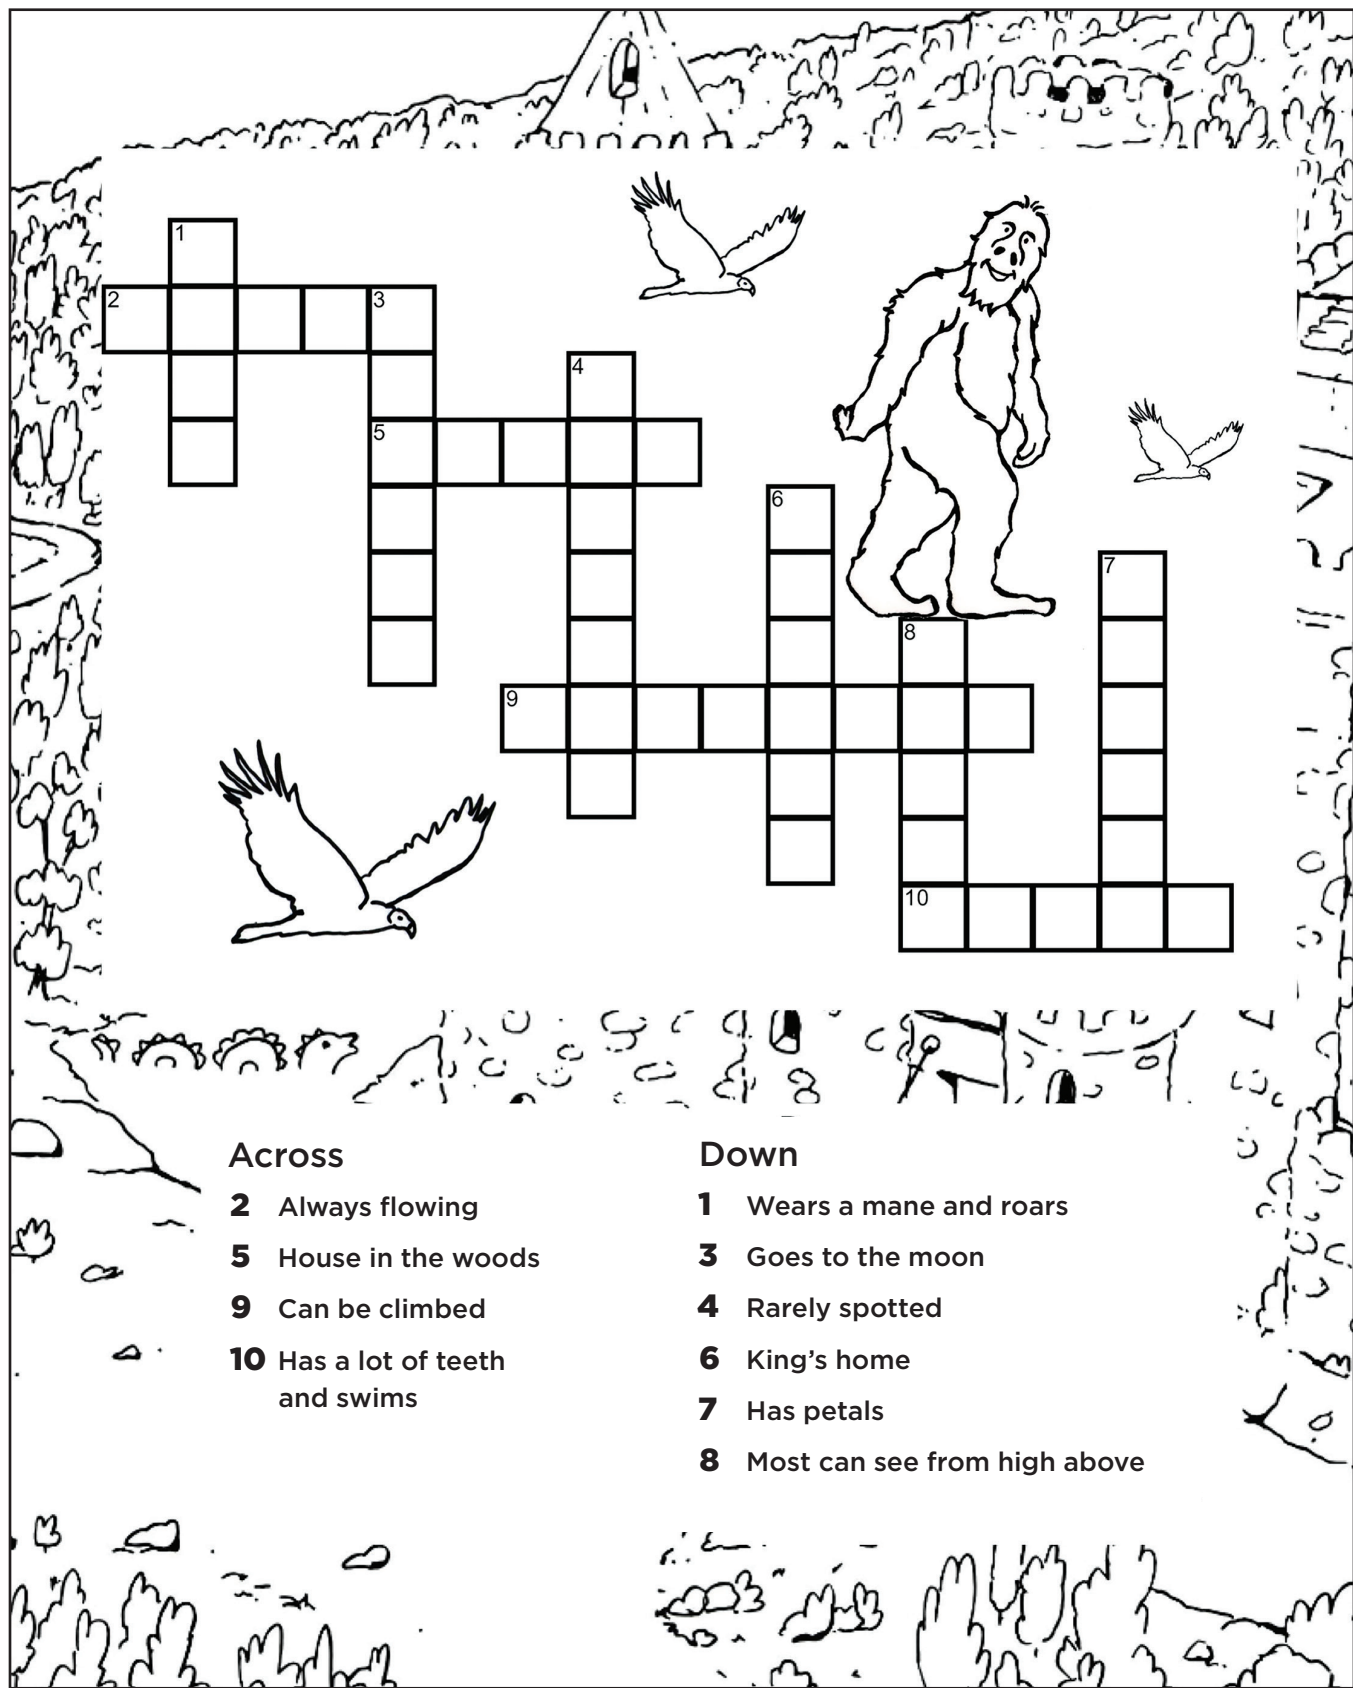 1
2
3
4
5
6
7
8
9
10
Across
2 Always flowing
5 House in the woods
9 Can be climbed
10 Has a lot of teeth
and swims
Down
1 Wears a mane and roars
3 Goes to the moon
4 Rarely spotted
6 King’s home
7 Has petals
8 Most can see from high above